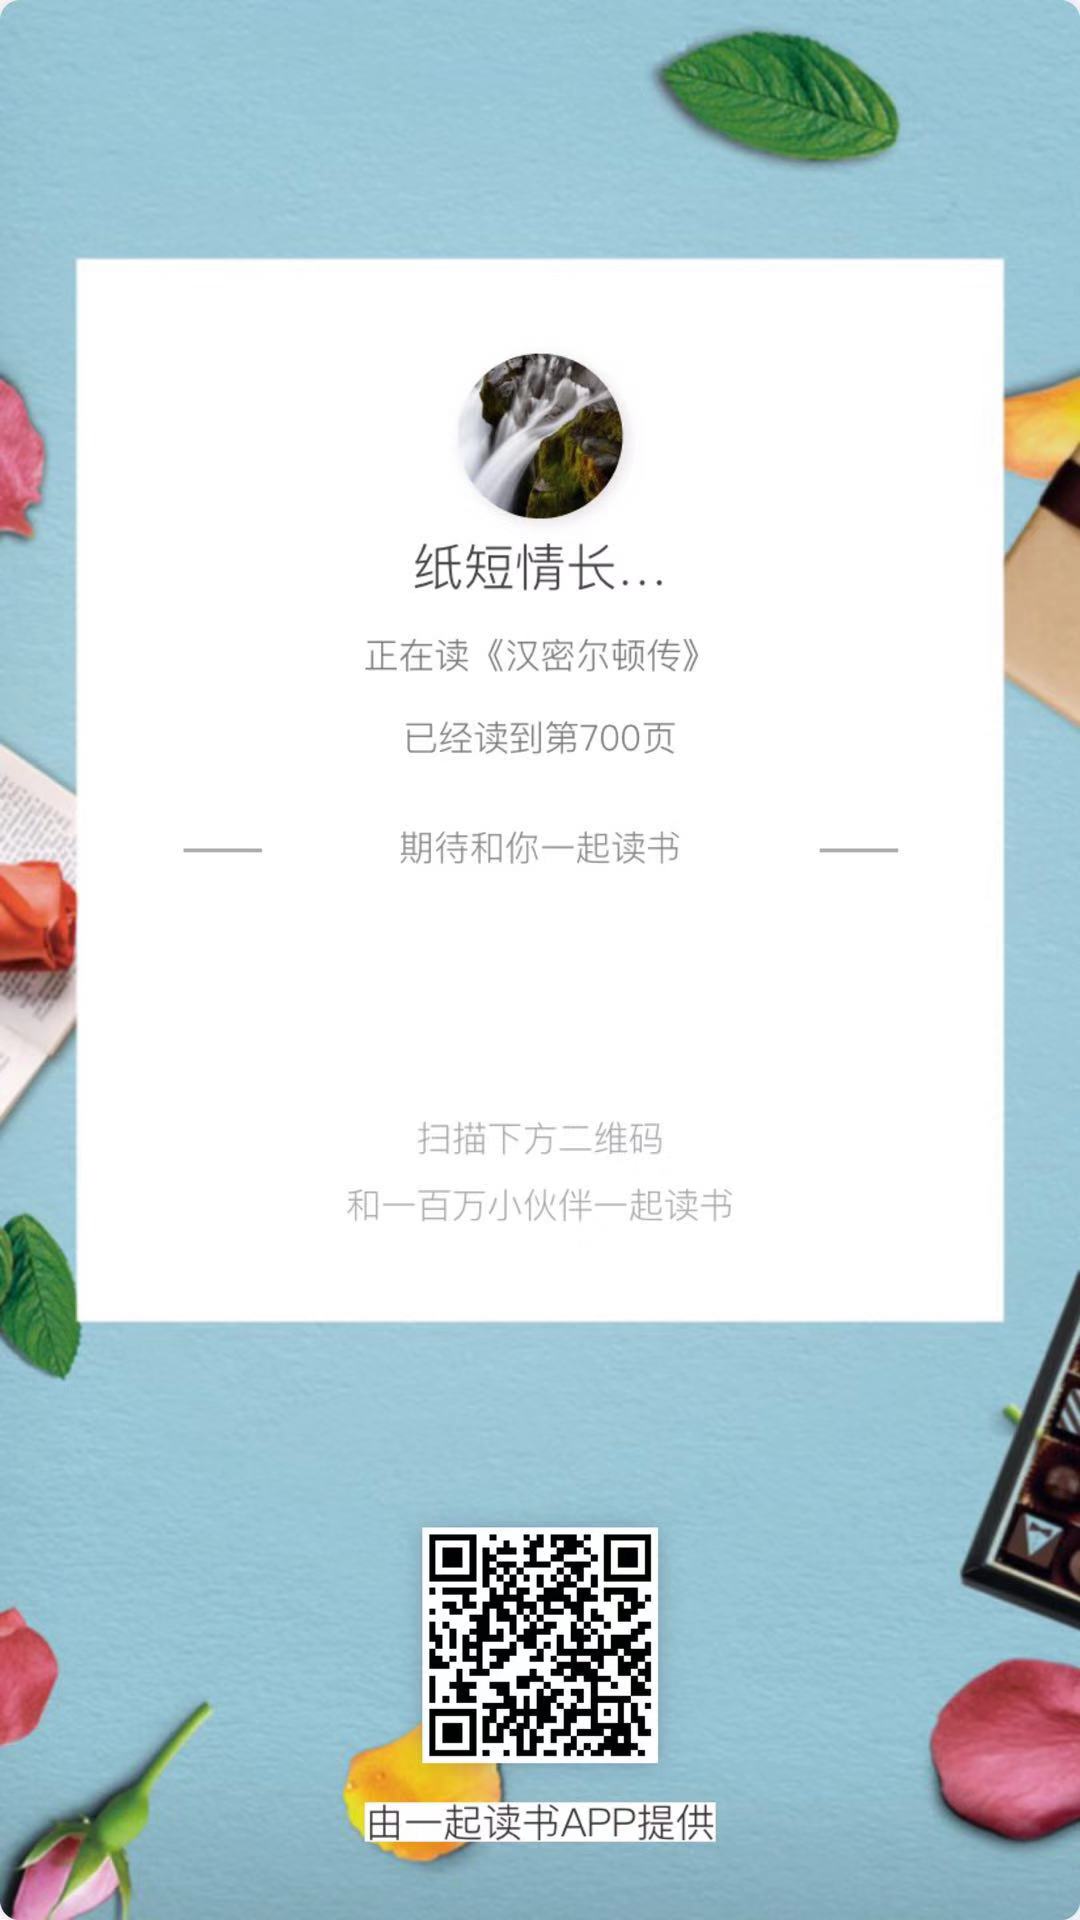 纸短情长...
正在读《汉密尔顿传》
已经读到第700页
期待和你一起读书
扫描下方二维码
和一百万小伙伴一起读书
由一起读书APP提供